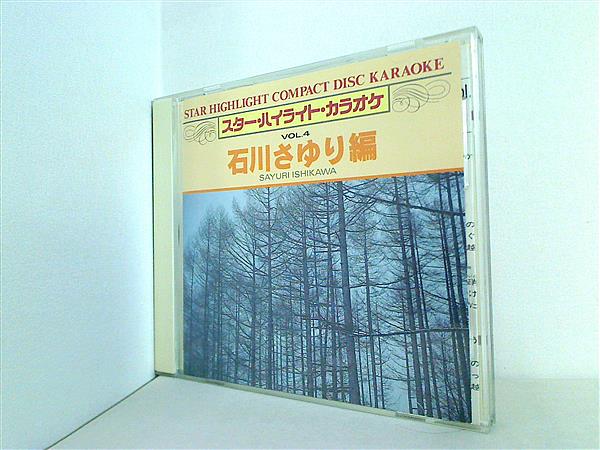 STAR HIGHLIGHT COMPACT DISC KARAOKE
スター・ハイライト・カラオケ
VOL.4
石川さゆり編
SAYURI ISHIKAWA